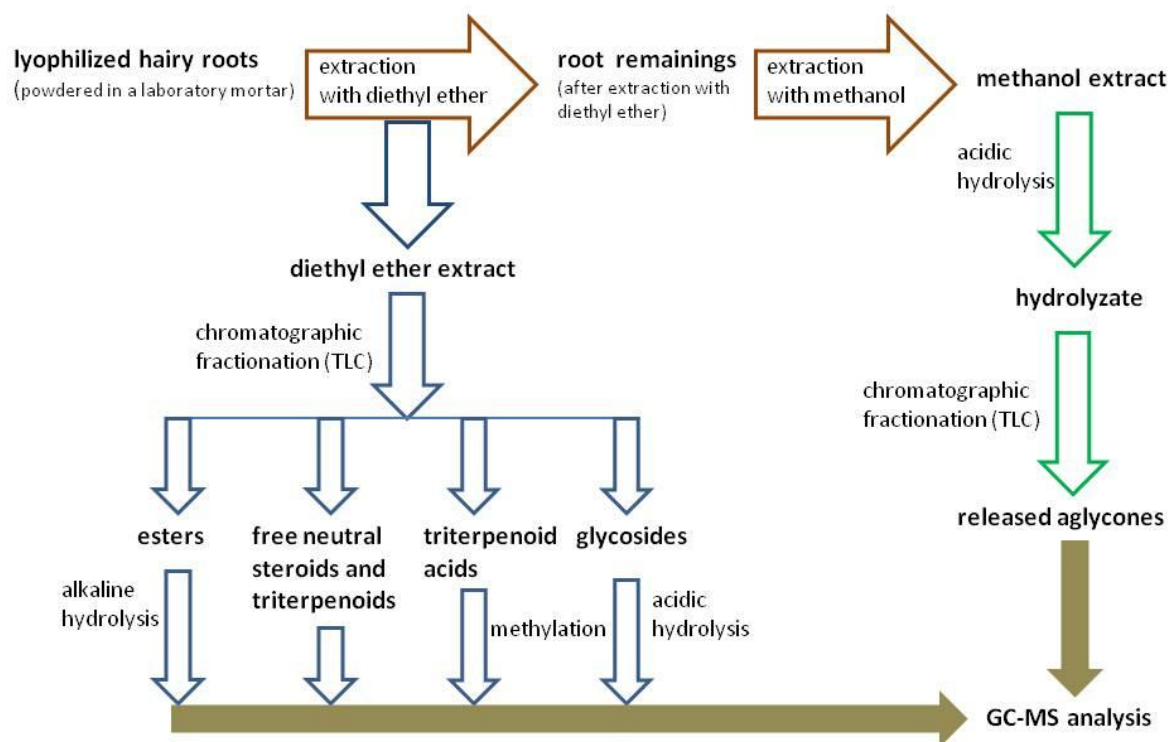 lyophilized hairy roots
(powdered in a laboratory mortar)
extraction
with diethyl ether
root remainings
(after extraction with
diethyl ether)
extraction
with methanol
methanol extract
acidic
hydrolysis
diethyl ether extract
hydrolyzate
chromatographic
fractionation (TLC)
chromatographic
fractionation (TLC)
esters
free neutral
steroids and
triterpenoids
triterpenoid
acids
glycosides
released aglycones
alkaline
hydrolysis
methylation
acidic
hydrolysis
GC-MS analysis